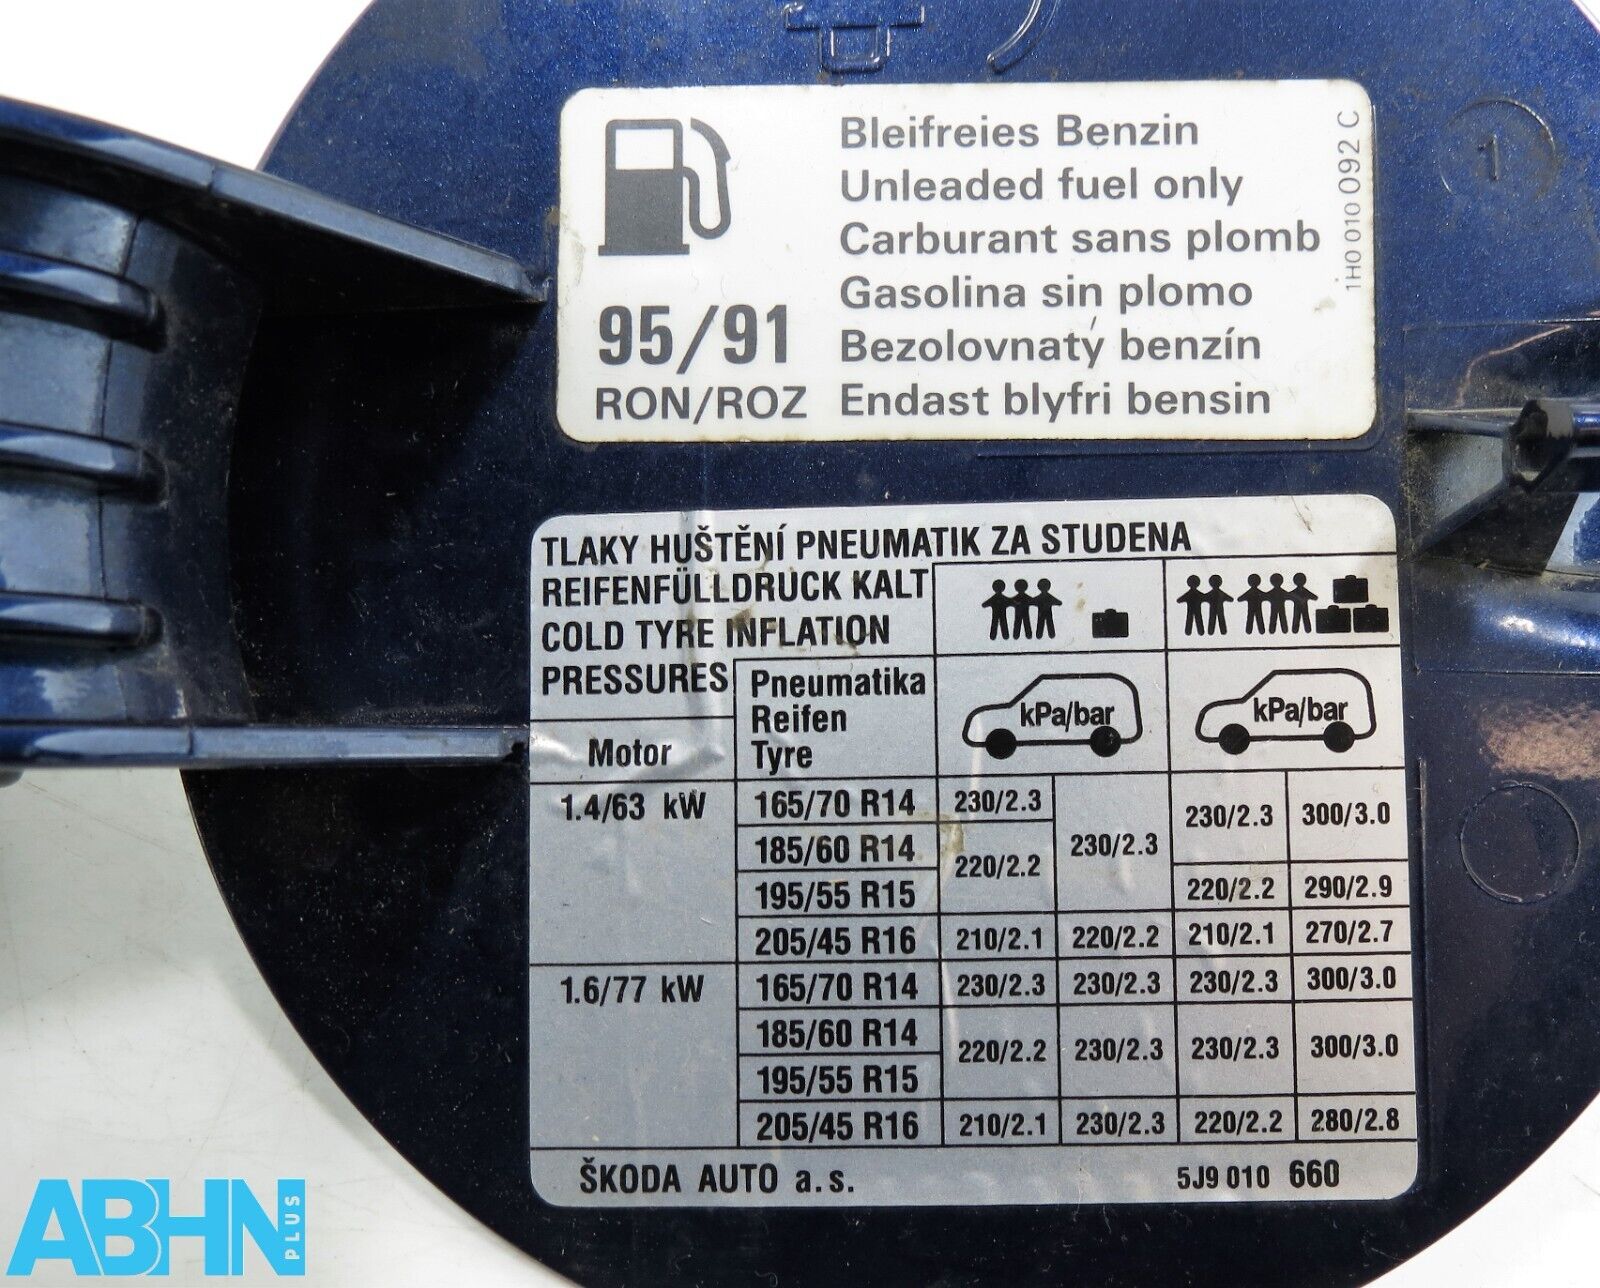 Bleifreies Benzin
Unleaded fuel only
Carburant sans plomb
Gasolina sin plomo
Bezolovnatý benzín
Endast blyfri bensin
95/91
RON/ROZ
1H0 010 092 C
1
TLAKY HUŠTĚNÍ PNEUMATIK ZA STUDENA
REIFENFÜLLDRUCK KALT
COLD TYRE INFLATION
PRESSURES
Motor
Pneumatika
Reifen
Tyre
kPa/bar kPa/bar
1.4/63 kW 165/70 R14 230/2.3 230/2.3 230/2.3 300/3.0
185/60 R14 220/2.2
195/55 R15 220/2.2 290/2.9
205/45 R16 210/2.1 220/2.2 210/2.1 270/2.7
1.6/77 kW 165/70 R14 230/2.3 230/2.3 230/2.3 300/3.0
185/60 R14 220/2.2 230/2.3 230/2.3 300/3.0
195/55 R15
205/45 R16 210/2.1 230/2.3 220/2.2 280/2.8
ŠKODA AUTO a.s. 5J9 010 660
ABHN PLUS